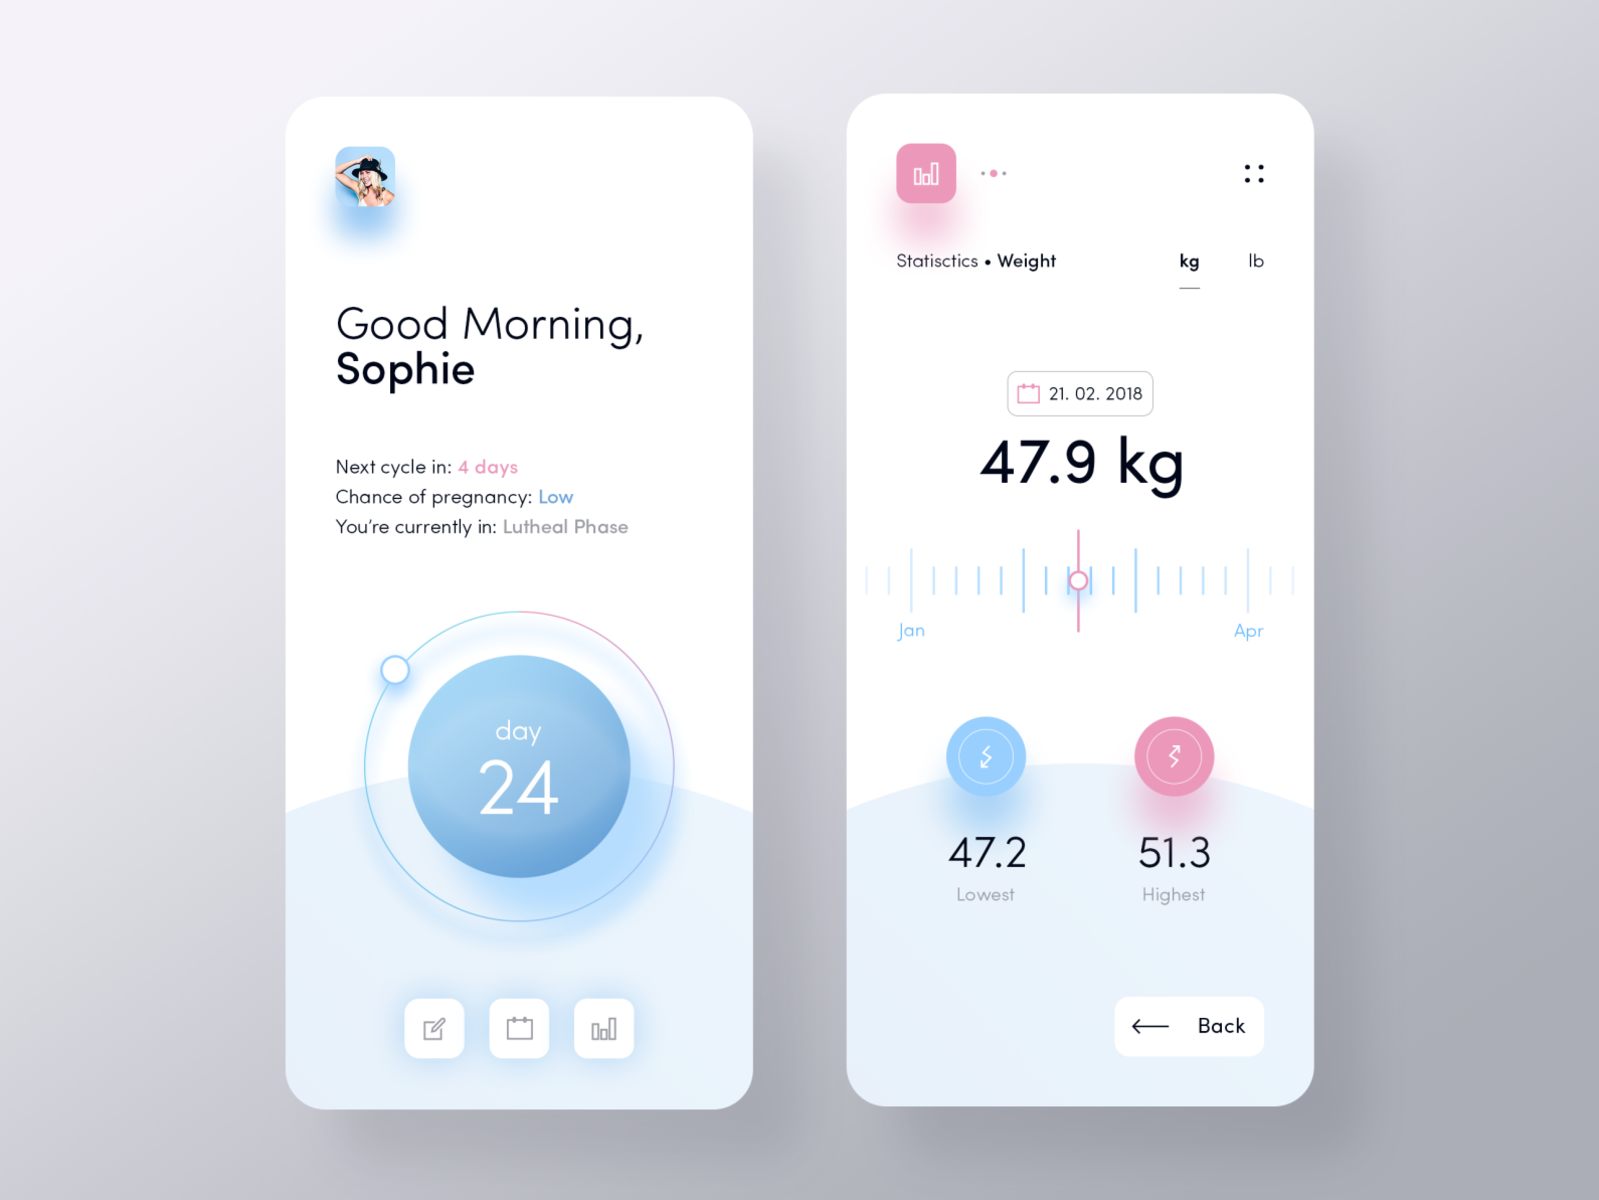 Good Morning,
Sophie
Next cycle in: 4 days
Chance of pregnancy: Low
You're currently in: Lutheal Phase
day
24
Statisctics • Weight
kg
lb
21. 02. 2018
47.9 kg
Jan
Apr
47.2
51.3
Lowest
Highest
Back